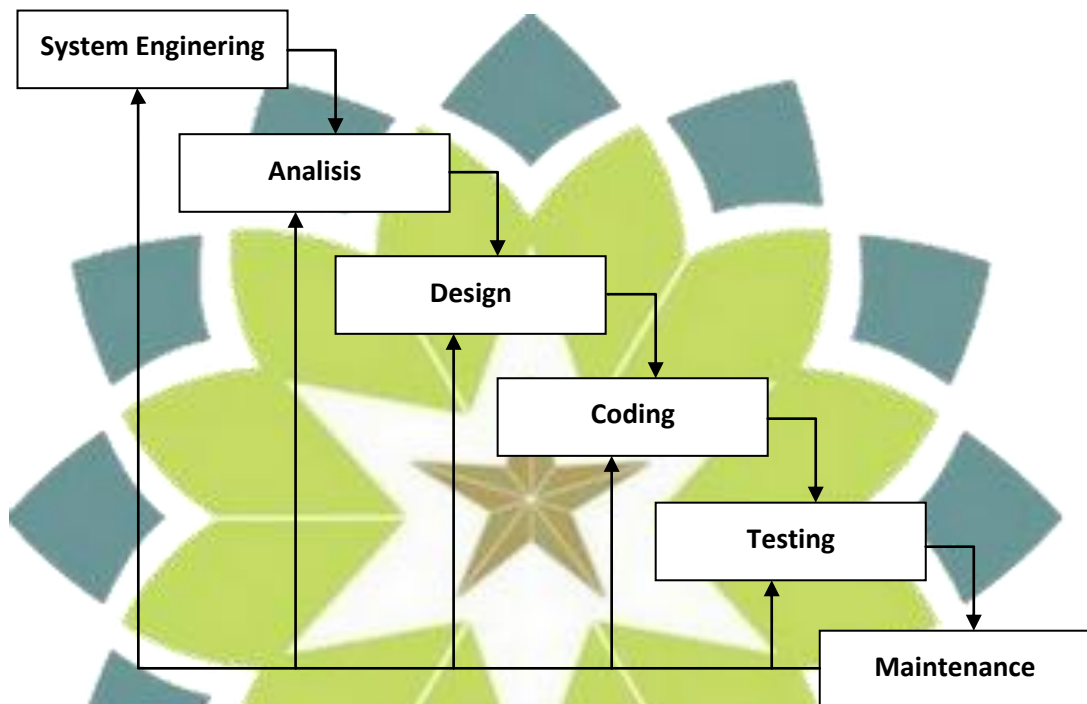 System Enginering
Analisis
Design
Coding
Testing
Maintenance